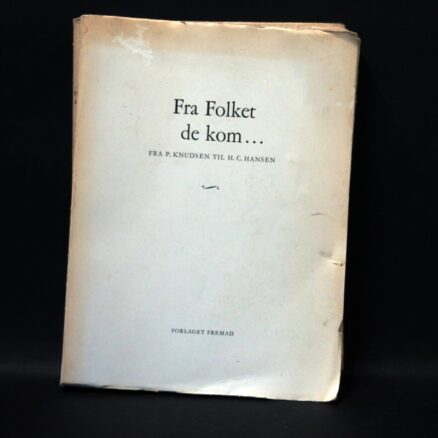 Fra Folket
de kom...
FRA P. KNUDSEN TIL H. C. HANSEN
FORLAGET FREMAD